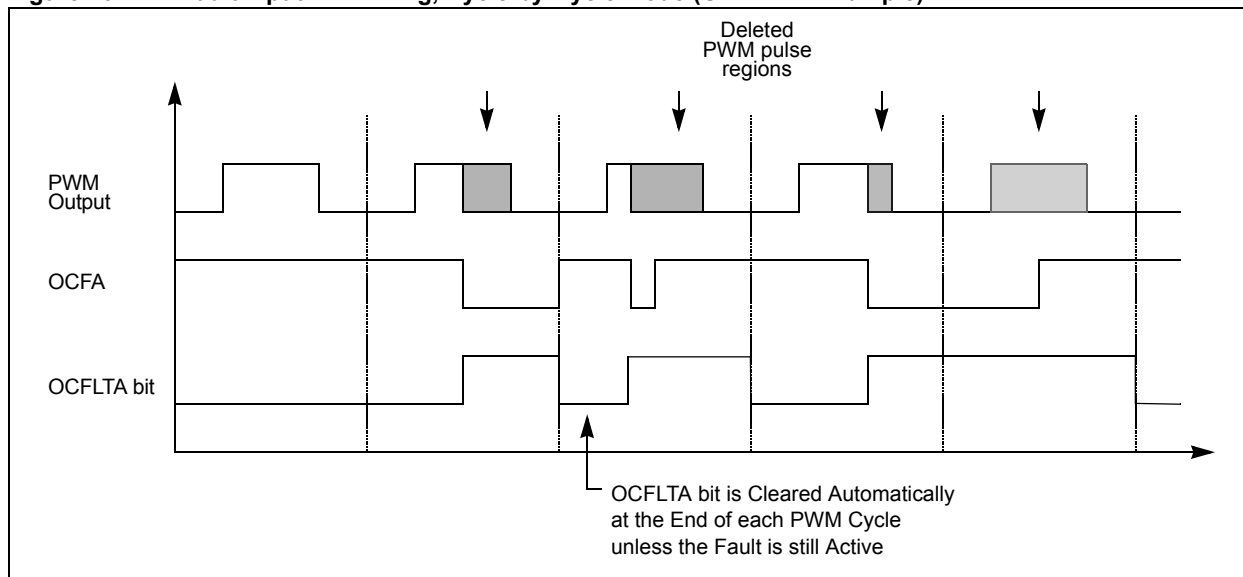 Deleted
PWM pulse
regions
PWM
Output
OCFA
OCFLTA bit
OCFLTA bit is Cleared Automatically
at the End of each PWM Cycle
unless the Fault is still Active